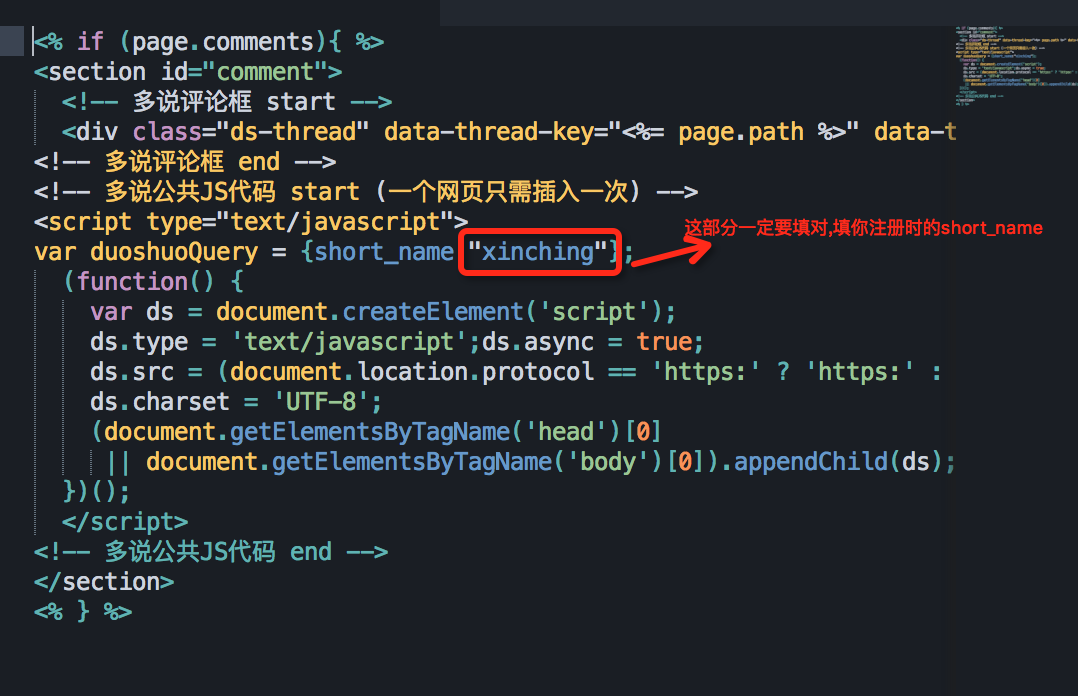 <% if (page.comments){ %>
<section id="comment">
<!-- 多说评论框 start -->
<div class="ds-thread" data-thread-key="<%= page.path %>" data-t
<!-- 多说评论框 end -->
<!-- 多说公共JS代码 start (一个网页只需插入一次) -->
<script type="text/javascript">
var duoshuoQuery = {short_name "xinching"};
这部分一定要填对,填你注册时的short_name
(function() {
var ds = document.createElement('script');
ds.type = 'text/javascript';ds.async = true;
ds.src = (document.location.protocol == 'https:' ? 'https:' :
ds.charset = 'UTF-8';
(document.getElementsByTagName('head')[0]
|| document.getElementsByTagName('body')[0]).appendChild(ds);
})();
</script>
<!-- 多说公共JS代码 end -->
</section>
<% } %>